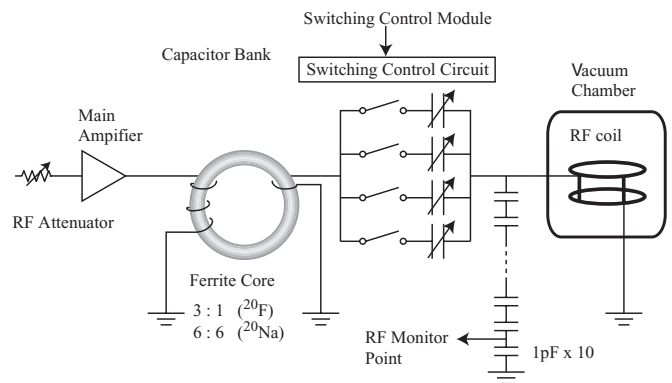 Switching Control Module
Capacitor Bank
Switching Control Circuit
Vacuum
Chamber
Main
Ampifier
RF coil
RF Attenuator
Ferrite Core
3 : 1 (²⁰F)
6 : 6 (²⁰Na)
RF Monitor
Point
1pF x 10